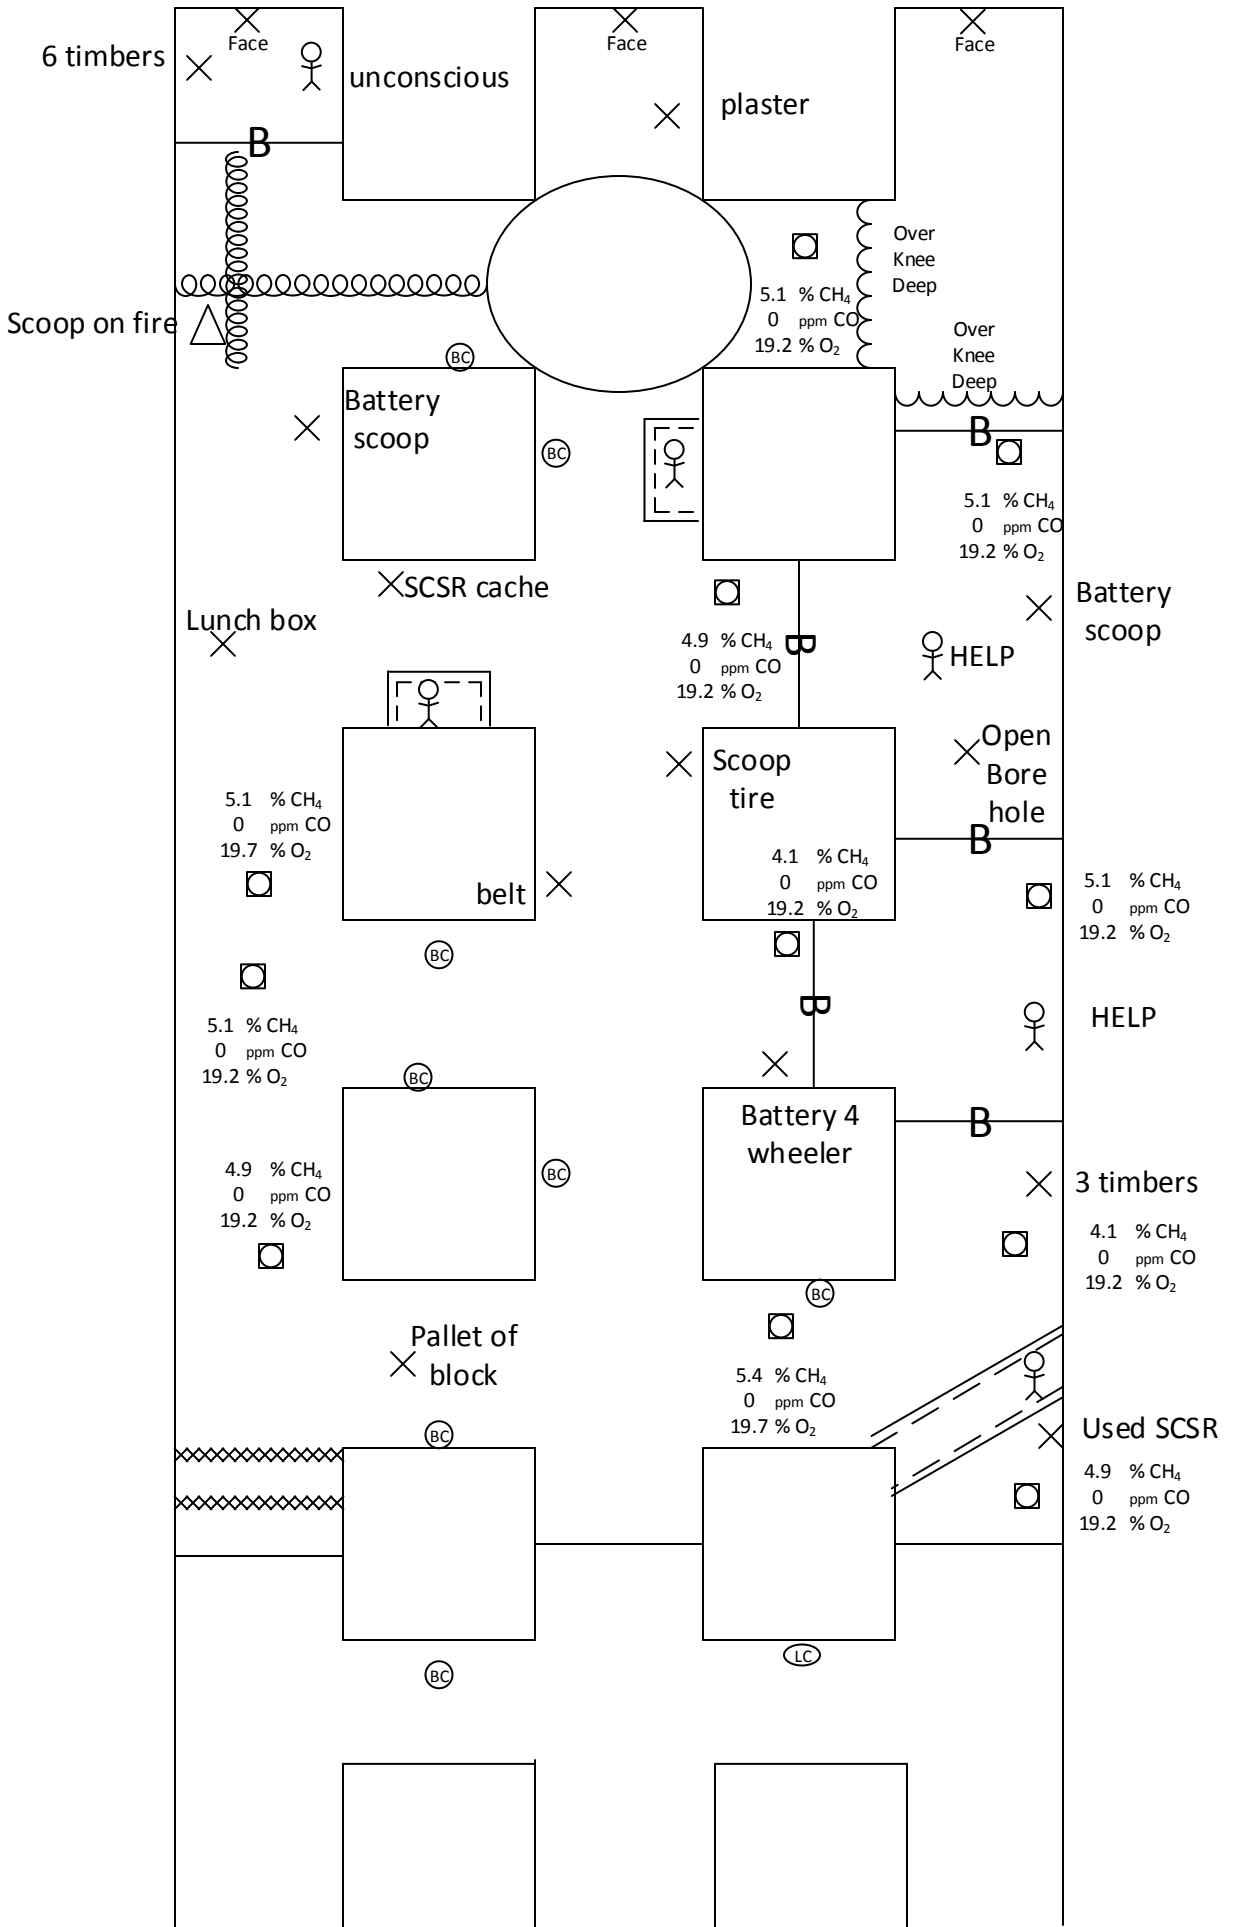 Face
Face
Face
6 timbers
unconscious
plaster
B
Over
Knee
Deep
5.1 % CH₄
0 ppm CO
19.2 % O₂
Scoop on fire
Over
Knee
Deep
BC
Battery
scoop
B
BC
5.1 % CH₄
0 ppm CO
19.2 % O₂
SCSR cache
Lunch box
Battery
scoop
4.9 % CH₄
0 ppm CO
19.2 % O₂
B
HELP
Open
Bore
hole
Scoop
tire
5.1 % CH₄
0 ppm CO
19.7 % O₂
B
4.1 % CH₄
0 ppm CO
19.2 % O₂
belt
5.1 % CH₄
0 ppm CO
19.2 % O₂
BC
B
HELP
5.1 % CH₄
0 ppm CO
19.2 % O₂
BC
Battery 4
wheeler
B
4.9 % CH₄
0 ppm CO
19.2 % O₂
BC
3 timbers
4.1 % CH₄
0 ppm CO
19.2 % O₂
BC
Pallet of
block
5.4 % CH₄
0 ppm CO
19.7 % O₂
BC
Used SCSR
4.9 % CH₄
0 ppm CO
19.2 % O₂
BC
LC